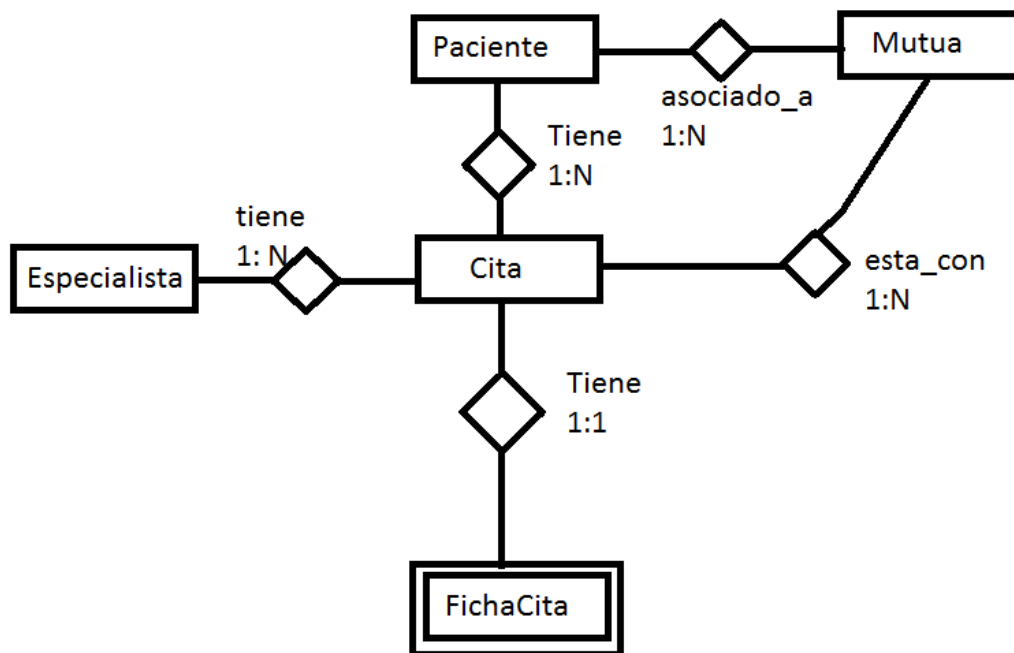 Paciente
Mutua
asociado_a
1:N
Tiene
1:N
tiene
1: N
Especialista
Cita
esta_con
1:N
Tiene
1:1
FichaCita